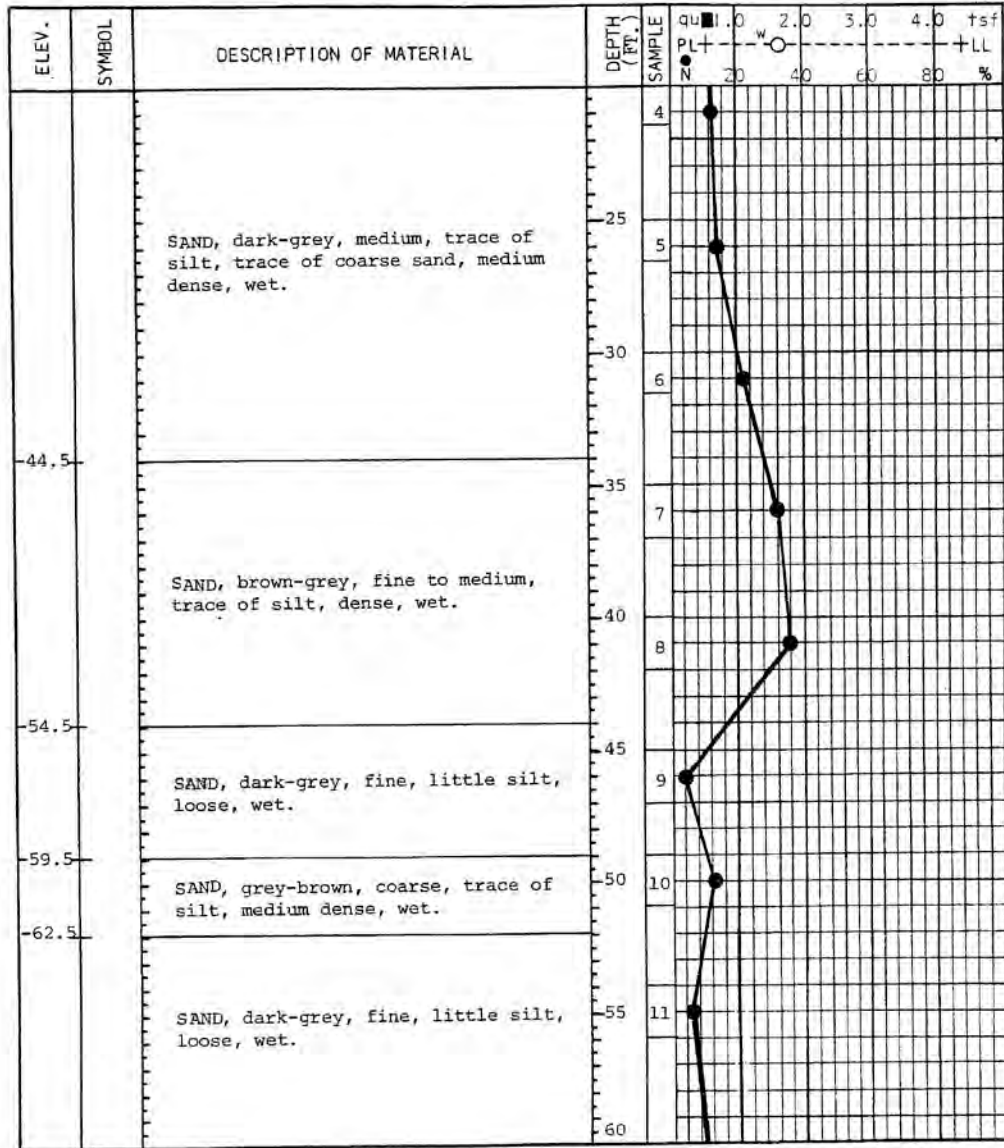 ELEV.
SYMBOL
DESCRIPTION OF MATERIAL
DEPTH
(FT.)
SAMPLE
qu 1.0 2.0 3.0 4.0 tsf
PL W LL
N 20 40 60 80 %
4
25
SAND, dark-grey, medium, trace of
silt, trace of coarse sand, medium
dense, wet.
5
30
6
-44.5
35
7
SAND, brown-grey, fine to medium,
trace of silt, dense, wet.
40
8
-54.5
45
SAND, dark-grey, fine, little silt,
loose, wet.
9
-59.5
SAND, grey-brown, coarse, trace of
silt, medium dense, wet.
50
10
-62.5
SAND, dark-grey, fine, little silt,
loose, wet.
55
11
60